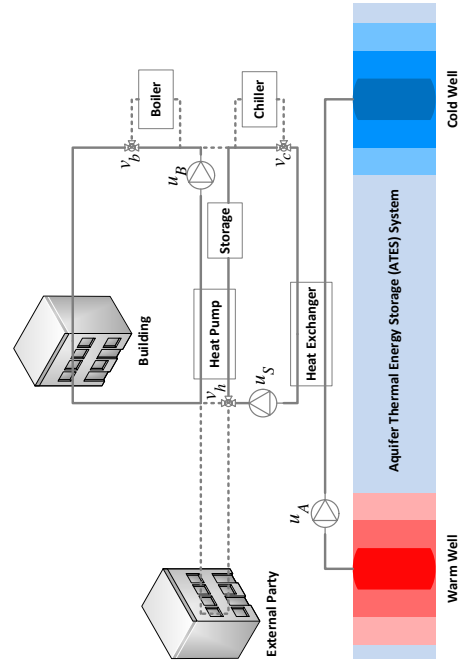 Boiler
Chiller
v_b
v_c
u_B
Storage
Building
Heat Pump
v_h
u_S
Heat Exchanger
External Party
u_A
Aquifer Thermal Energy Storage (ATES) System
Warm Well
Cold Well